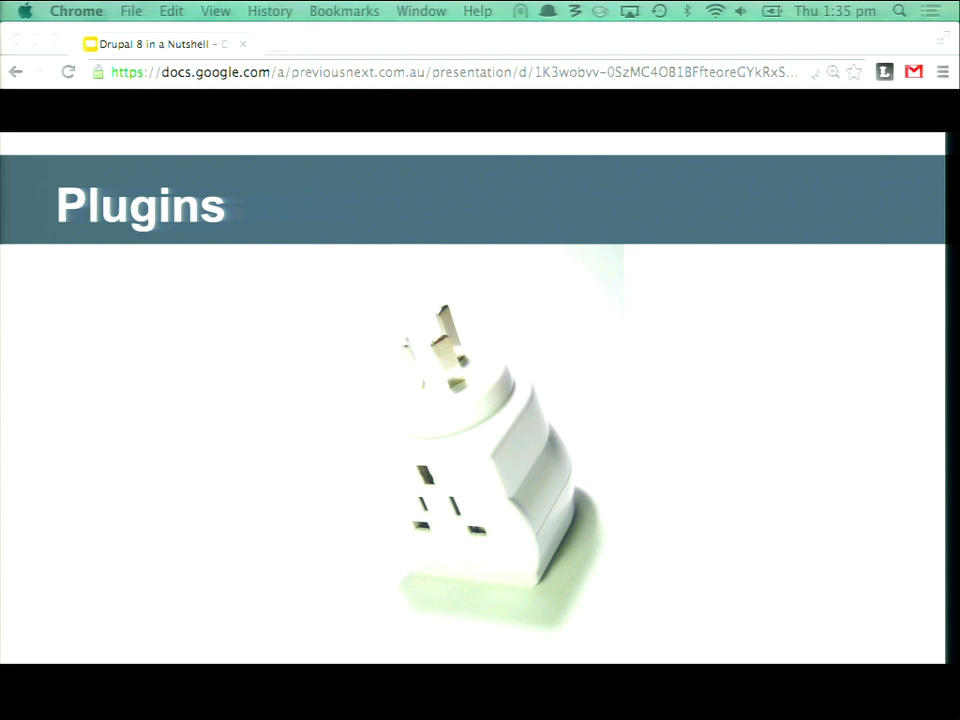 Chrome File Edit View History Bookmarks Window Help Thu 1:35 pm
Drupal 8 in a Nutshell -
https://docs.google.com/a/previousnext.com.au/presentation/d/1K3wobvv-0SzMC4OB1BFfteoreGYkRxS...
L
Plugins